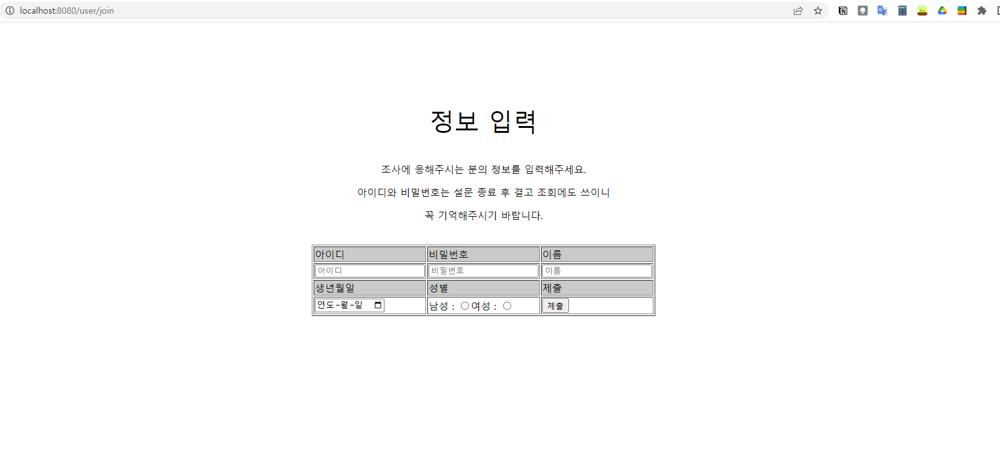 localhost:8080/user/join
정보 입력
조사에 응해주시는 분의 정보를 입력해주세요.
아이디와 비밀번호는 설문 종료 후 결고 조회에도 쓰이니
꼭 기억해주시기 바랍니다.
아이디 비밀번호 이름
아이디 비밀번호 이름
생년월일 성별 제출
연도-월-일 남성 : 여성 : 제출